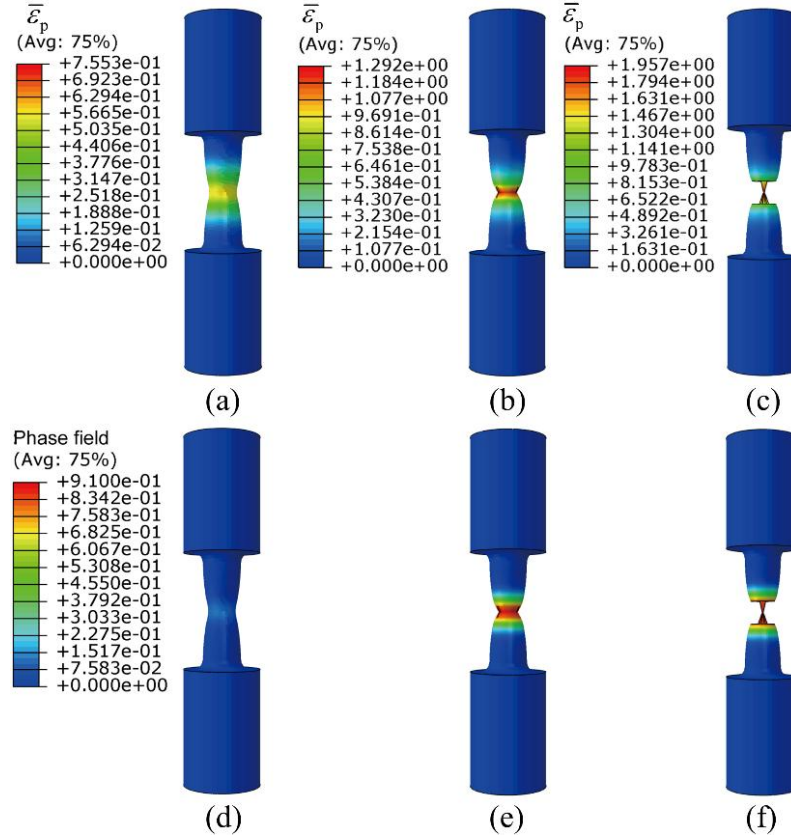 ε̅p
(Avg: 75%)
+7.553e-01
+6.923e-01
+6.294e-01
+5.665e-01
+5.035e-01
+4.406e-01
+3.776e-01
+3.147e-01
+2.518e-01
+1.888e-01
+1.259e-01
+6.294e-02
+0.000e+00
(a)
ε̅p
(Avg: 75%)
+1.292e+00
+1.184e+00
+1.077e+00
+9.691e-01
+8.614e-01
+7.538e-01
+6.461e-01
+5.384e-01
+4.307e-01
+3.230e-01
+2.154e-01
+1.077e-01
+0.000e+00
(b)
ε̅p
(Avg: 75%)
+1.957e+00
+1.794e+00
+1.631e+00
+1.467e+00
+1.304e+00
+1.141e+00
+9.783e-01
+8.153e-01
+6.522e-01
+4.892e-01
+3.261e-01
+1.631e-01
+0.000e+00
(c)
Phase field
(Avg: 75%)
+9.100e-01
+8.342e-01
+7.583e-01
+6.825e-01
+6.067e-01
+5.308e-01
+4.550e-01
+3.792e-01
+3.033e-01
+2.275e-01
+1.517e-01
+7.583e-02
+0.000e+00
(d)
(e)
(f)